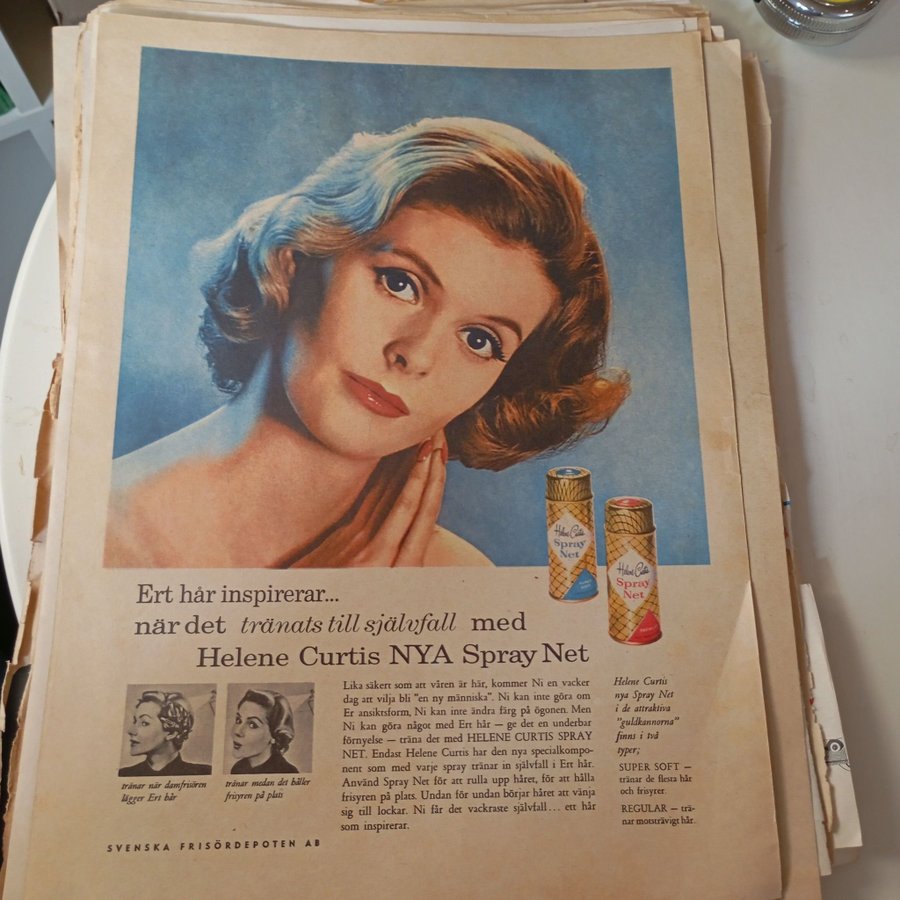 Ert hår inspirerar...
när det tränats till självfall med
Helene Curtis NYA Spray Net
Helene Curtis
Spray
Net
Helene Curtis
Spray
Net
tränar när damfrisören
lägger Ert hår
tränar medan det håller
frisyren på plats
Lika säkert som att våren är här, kommer Ni en vacker
dag att vilja bli "en ny människa". Ni kan inte göra om
Er ansiktsform, Ni kan inte ändra färg på ögonen. Men
Ni kan göra något med Ert hår — ge det en underbar
förnyelse — träna det med HELENE CURTIS SPRAY
NET. Endast Helene Curtis har den nya specialkompo-
nent som med varje spray tränar in självfall i Ert hår.
Använd Spray Net för att rulla upp håret, för att hålla
frisyren på plats. Undan för undan börjar håret att vänja
sig till lockar. Ni får det vackraste självfall... ett hår
som inspirerar.
Helene Curtis
nya Spray Net
i de attraktiva
"guldkannorna"
finns i två
typer;
SUPER SOFT —
tränar de flesta hår
och frisyrer.
REGULAR — trä-
nar motsträvigt hår.
SVENSKA FRISÖRDEPOTEN AB